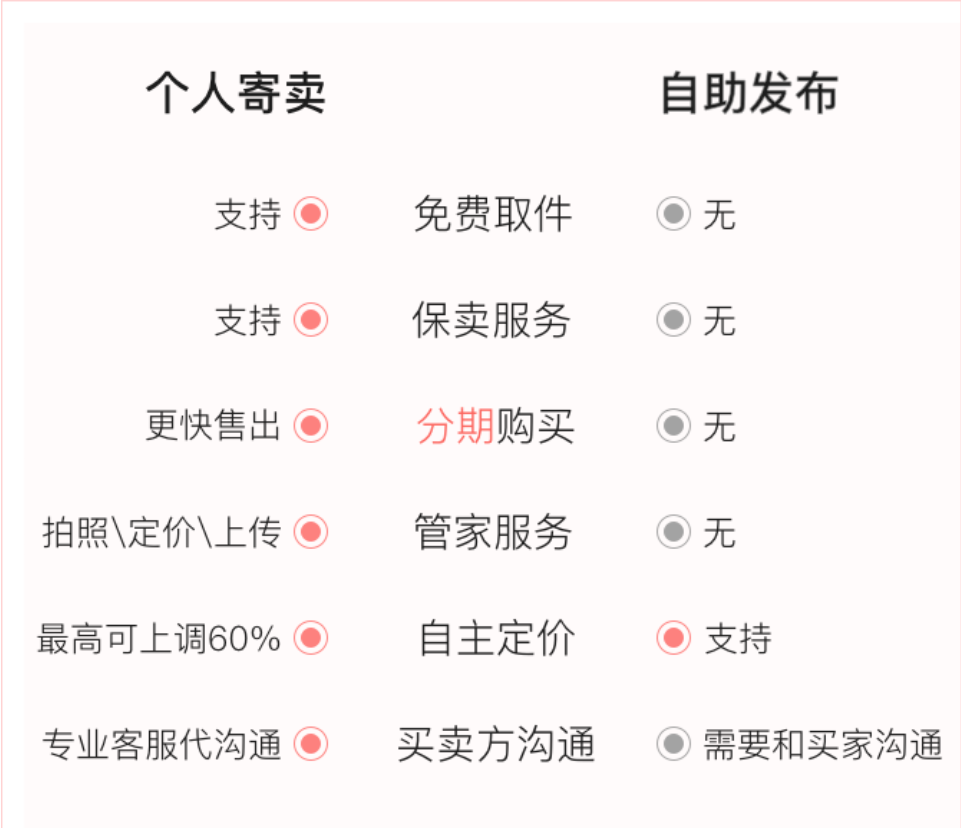 个人寄卖 自助发布
支持 免费取件 无
支持 保卖服务 无
更快售出 分期购买 无
拍照\定价\上传 管家服务 无
最高可上调60% 自主定价 支持
专业客服代沟通 买卖方沟通 需要和买家沟通